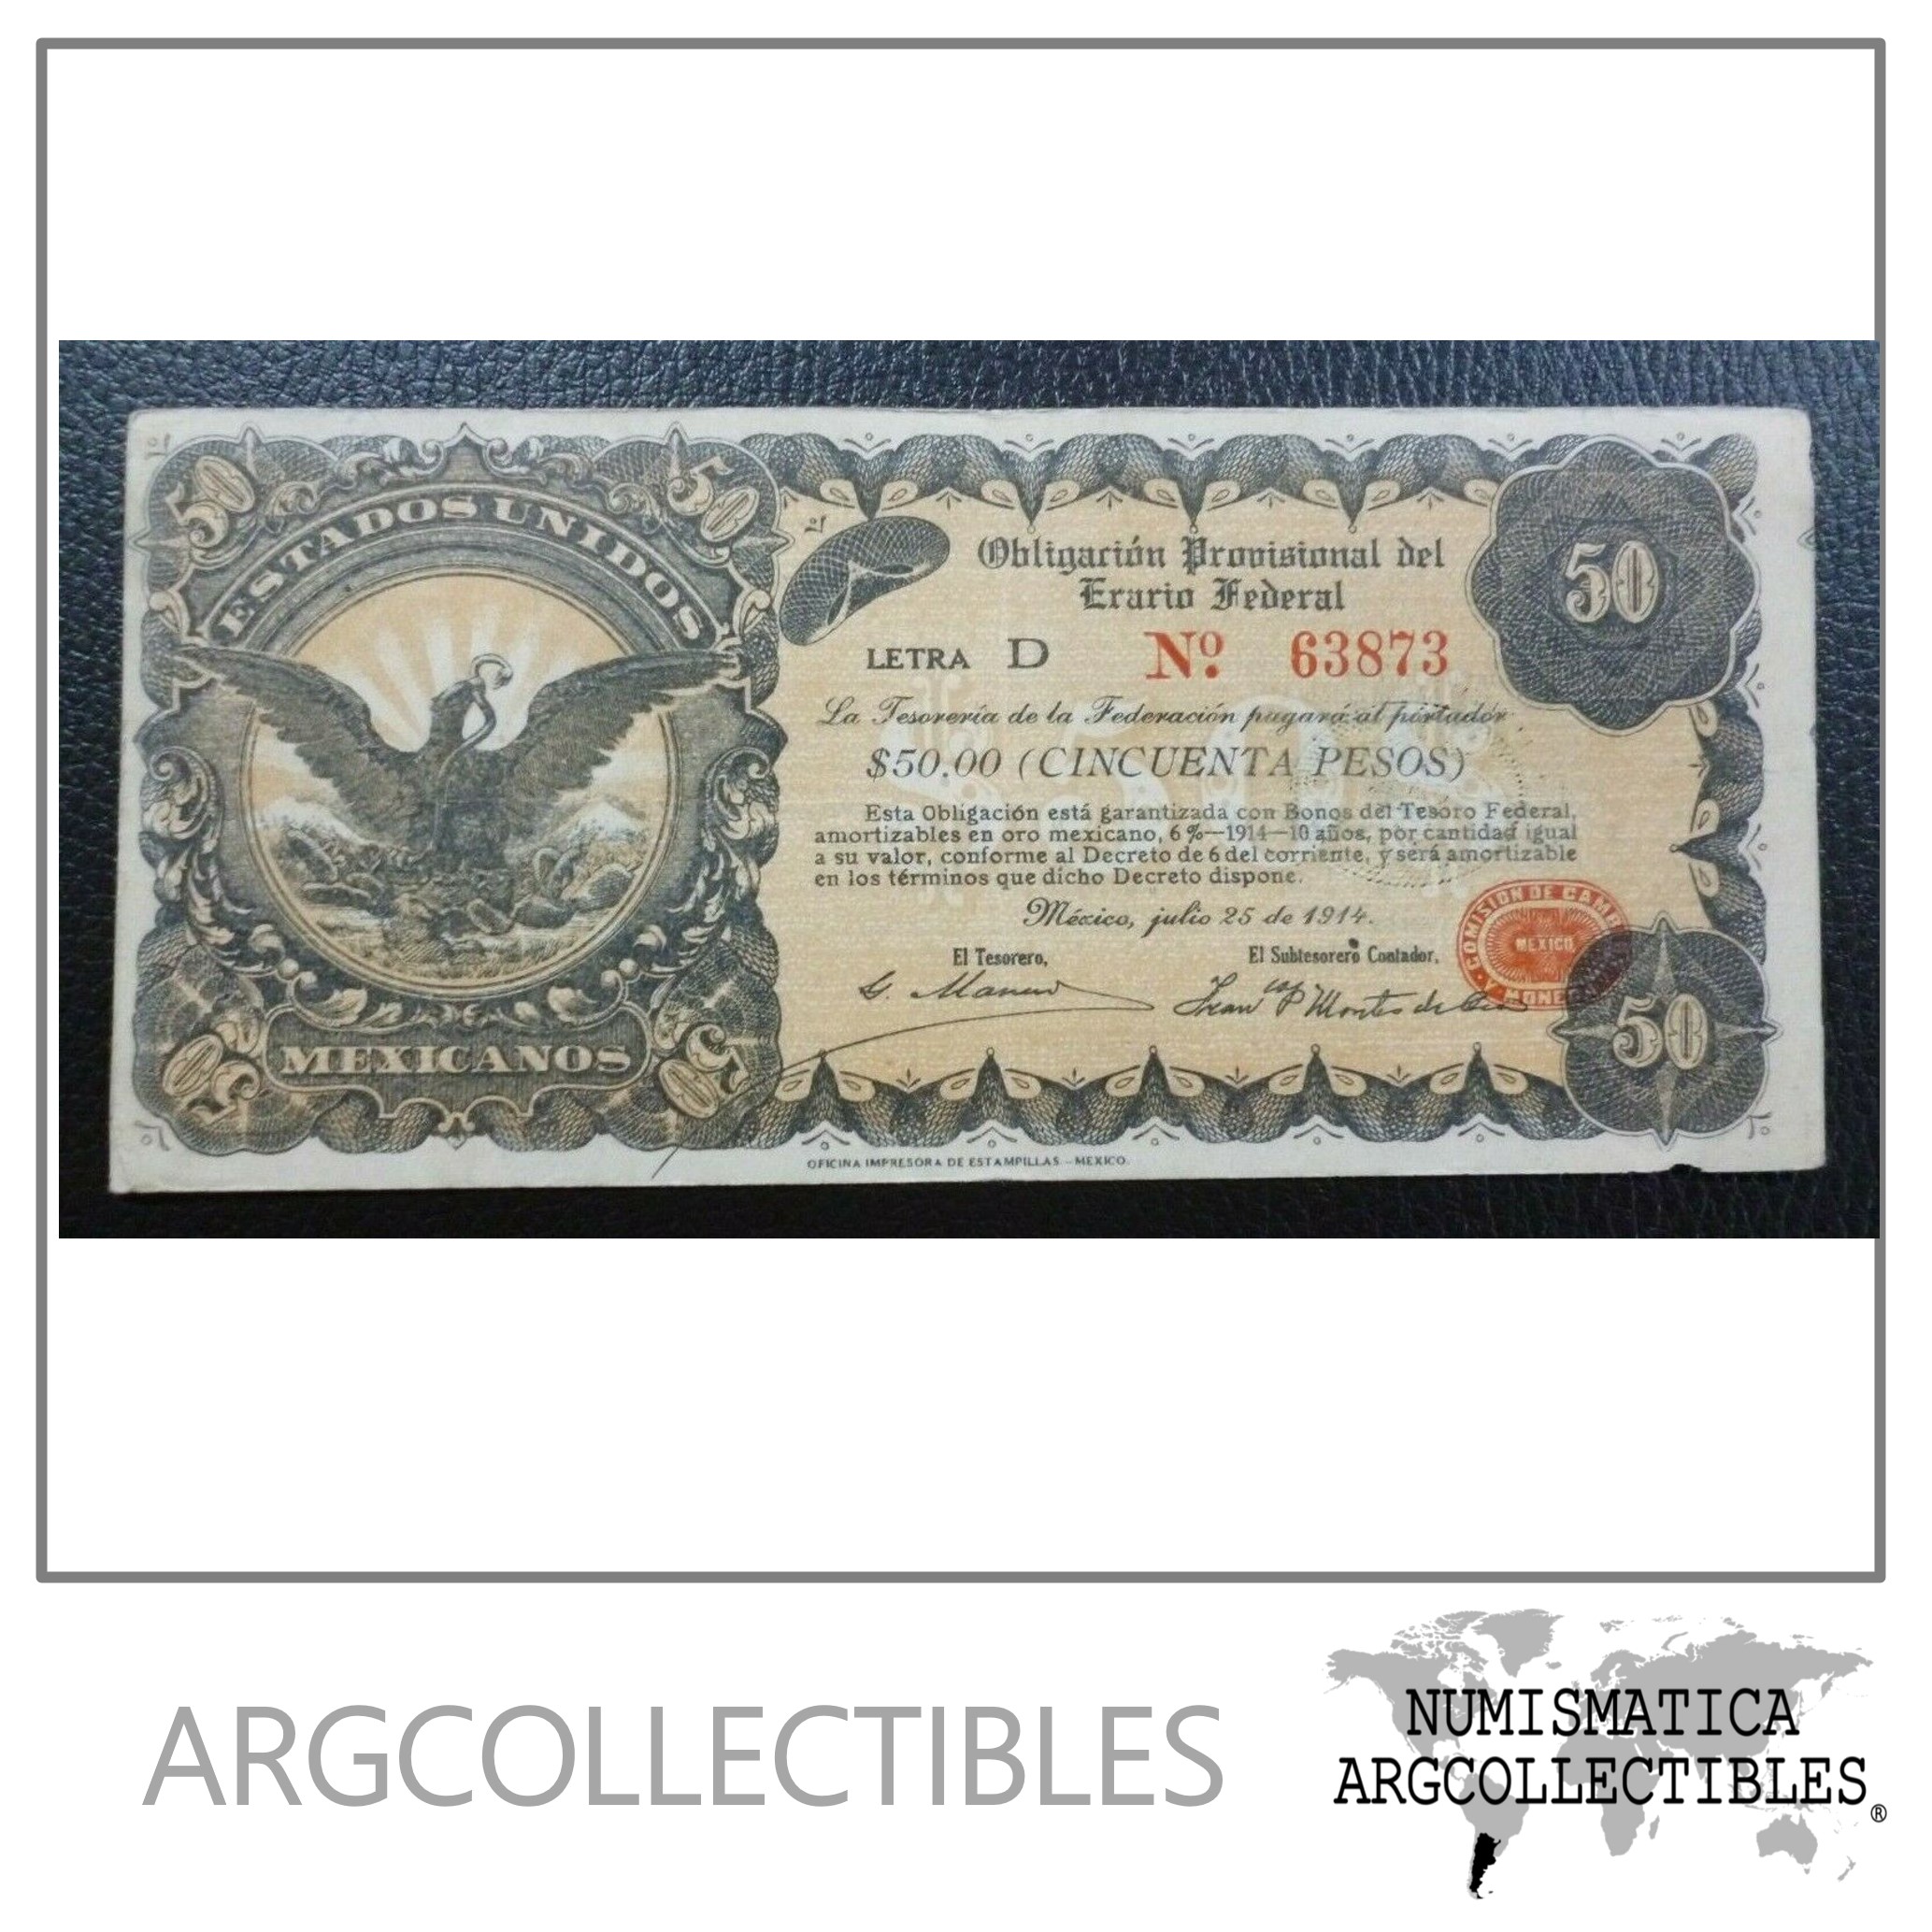 50
50
ESTADOS UNIDOS
MEXICANOS
50
50
Obligación Provisional del
Erario Federal
50
LETRA D Nº. 63873
La Tesorería de la Federación pagará al portador
$50.00 (CINCUENTA PESOS)
Esta Obligación está garantizada con Bonos del Tesoro Federal,
amortizables en oro mexicano, 6 %—1914—10 años, por cantidad igual
a su valor, conforme al Decreto de 6 del corriente, y será amortizable
en los términos que dicho Decreto dispone.
México, julio 25 de 1914.
El Tesorero,
El Subtesorero Contador,
COMISION DE CAMB
MEXICO
Y MONE
50
OFICINA IMPRESORA DE ESTAMPILLAS.—MEXICO.
ARGCOLLECTIBLES
NUMISMATICA
ARGCOLLECTIBLES
®